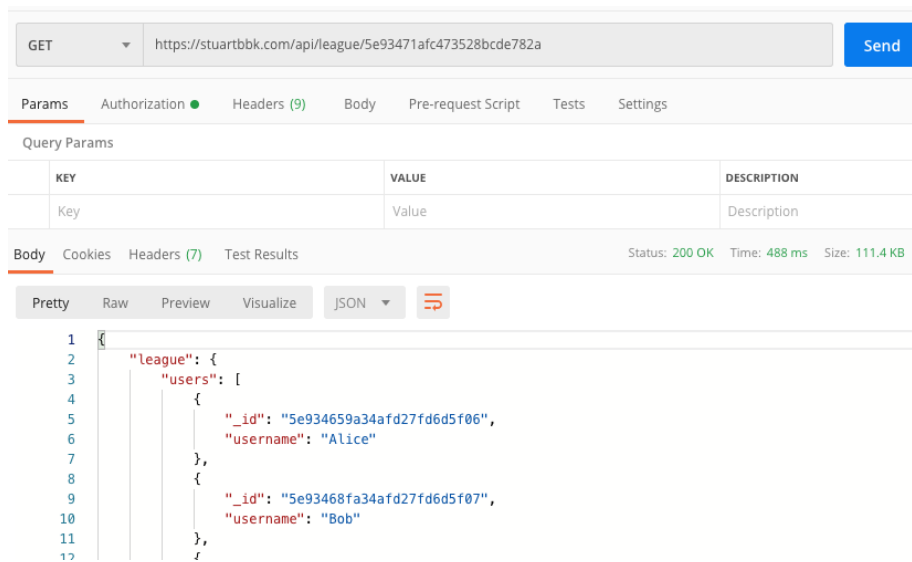 GET https://stuartbbk.com/api/league/5e93471afc473528bcde782a Send
Params Authorization Headers (9) Body Pre-request Script Tests Settings
Query Params
KEY VALUE DESCRIPTION
Key Value Description
Body Cookies Headers (7) Test Results Status: 200 OK Time: 488 ms Size: 111.4 KB
Pretty Raw Preview Visualize JSON
1 {
2 "league": {
3 "users": [
4 {
5 "_id": "5e934659a34afd27fd6d5f06",
6 "username": "Alice"
7 },
8 {
9 "_id": "5e93468fa34afd27fd6d5f07",
10 "username": "Bob"
11 },
12 {